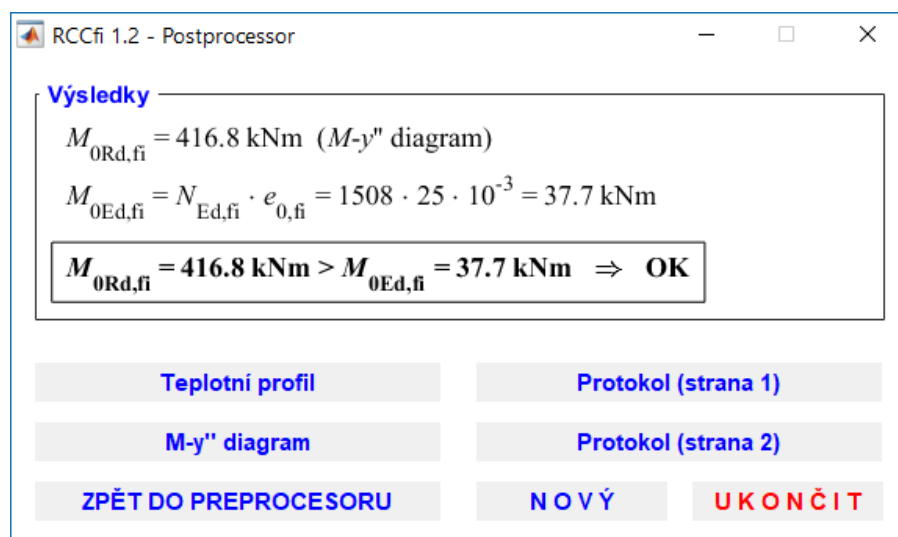 RCCfi 1.2 - Postprocessor
Výsledky
M0Rd,fi = 416.8 kNm (M-y" diagram)
M0Ed,fi = NEd,fi · e0,fi = 1508 · 25 · 10-3 = 37.7 kNm
M0Rd,fi = 416.8 kNm > M0Ed,fi = 37.7 kNm ⇒ OK
Teplotní profil
Protokol (strana 1)
M-y'' diagram
Protokol (strana 2)
ZPĚT DO PREPROCESORU
N O V Ý
U K O N Č I T